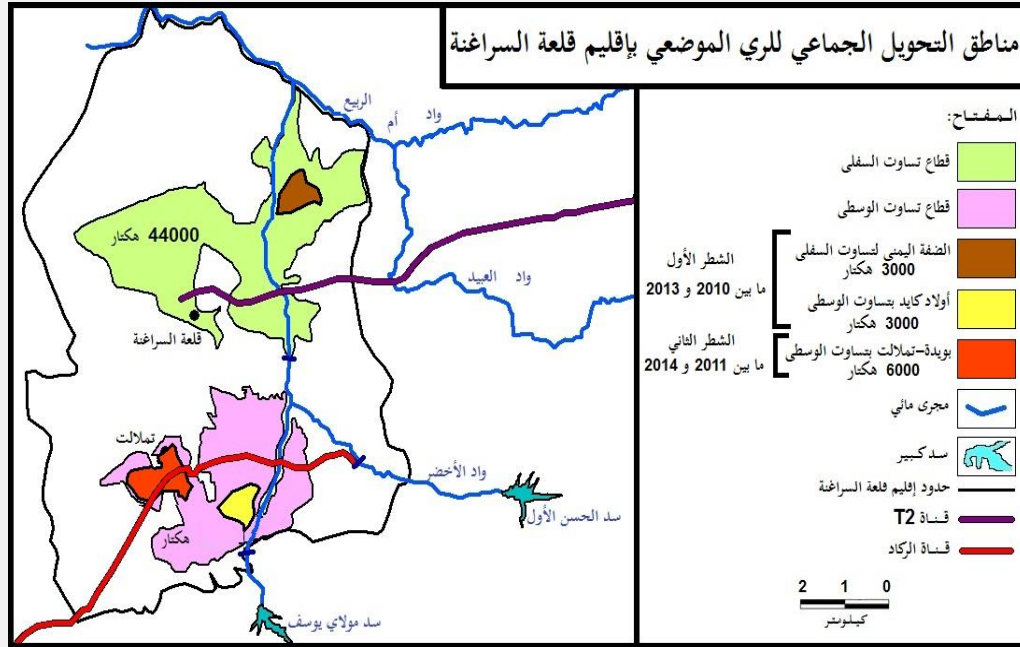 مناطق التحويل الجماعي للري الموضعي بإقليم قلعة السراغنة
المفتاح:
قطاع تساوت السفلى
قطاع تساوت الوسطى
الضفة اليمنى لتساوت السفلى
3000 هكتار
أولاد كايد بتساوت الوسطى
3000 هكتار
الشطر الأول
ما بين 2010 و 2013
بويدة-تملالت بتساوت الوسطى
6000 هكتار
الشطر الثاني
ما بين 2011 و 2014
مجرى مائي
سد كبير
حدود إقليم قلعة السراغنة
قناة T2
قناة الركاد
2 1 0
كيلومتر
واد أم الربيع
44000 هكتار
واد العبيد
قلعة السراغنة
تملالت
واد الأخضر
سد الحسن الأول
هكتار
سد مولاي يوسف